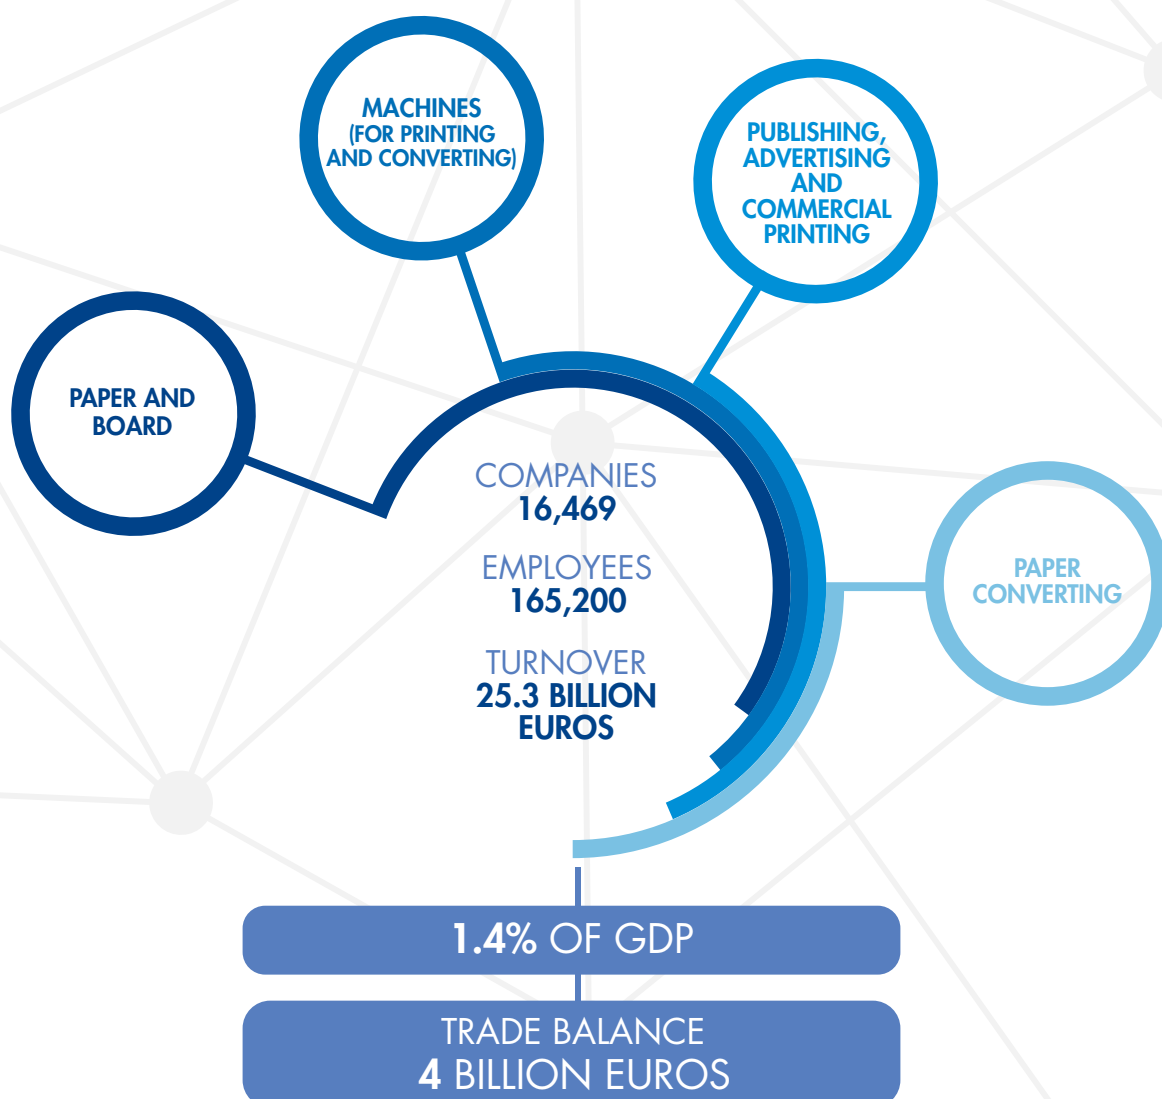 MACHINES
(FOR PRINTING
AND CONVERTING)
PUBLISHING,
ADVERTISING
AND
COMMERCIAL
PRINTING
PAPER AND
BOARD
PAPER
CONVERTING
COMPANIES
16,469
EMPLOYEES
165,200
TURNOVER
25.3 BILLION
EUROS
1.4% OF GDP
TRADE BALANCE
4 BILLION EUROS